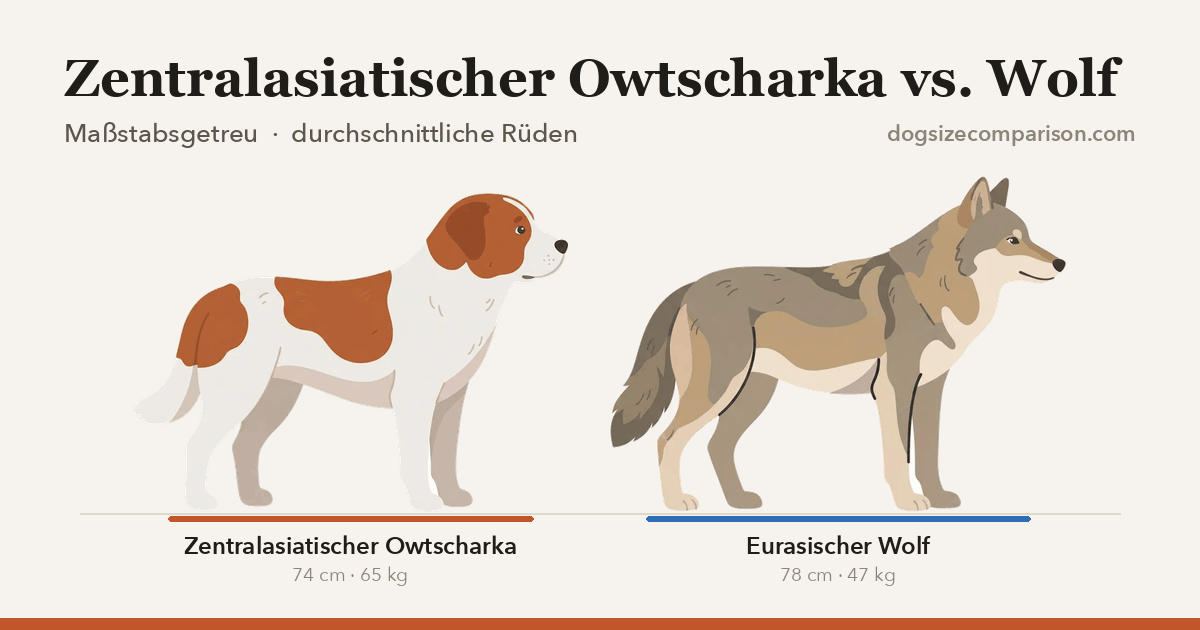 Zentralasiatischer Owtscharka vs. Wolf
Maßstabsgetreu · durchschnittliche Rüden
dogsizecomparison.com
Zentralasiatischer Owtscharka
74 cm · 65 kg
Eurasischer Wolf
78 cm · 47 kg